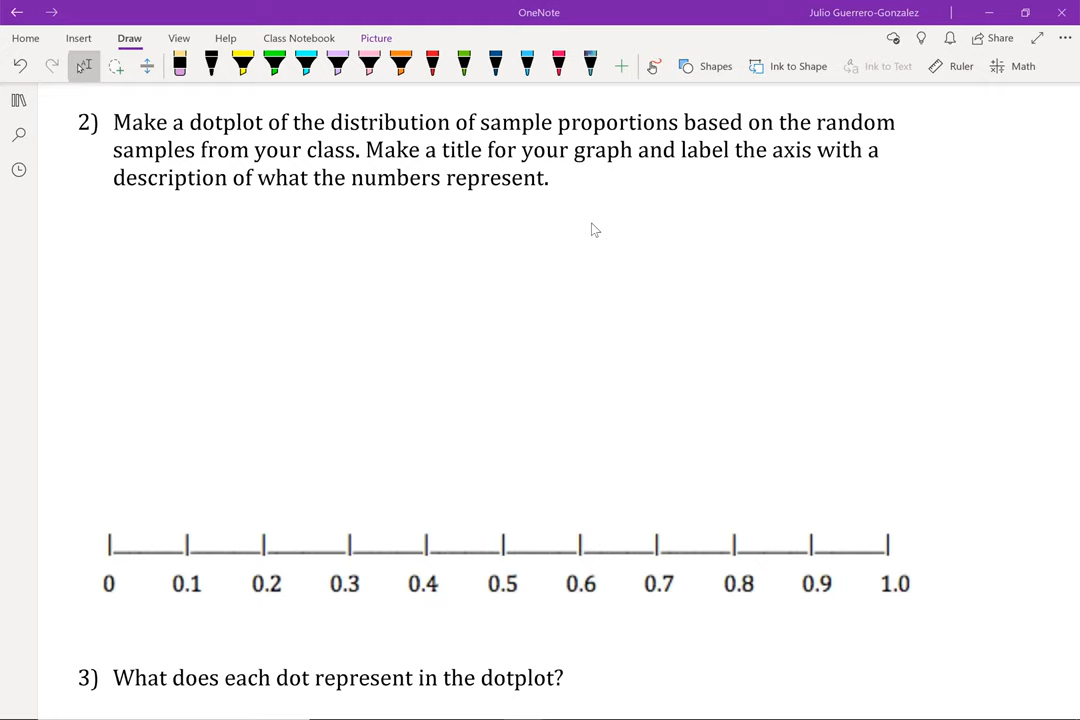 OneNote
Julio Guerrero-Gonzalez
Home Insert Draw View Help Class Notebook Picture
Share
Shapes Ink to Shape Ink to Text Ruler Math
2) Make a dotplot of the distribution of sample proportions based on the random
samples from your class. Make a title for your graph and label the axis with a
description of what the numbers represent.
0 0.1 0.2 0.3 0.4 0.5 0.6 0.7 0.8 0.9 1.0
3) What does each dot represent in the dotplot?